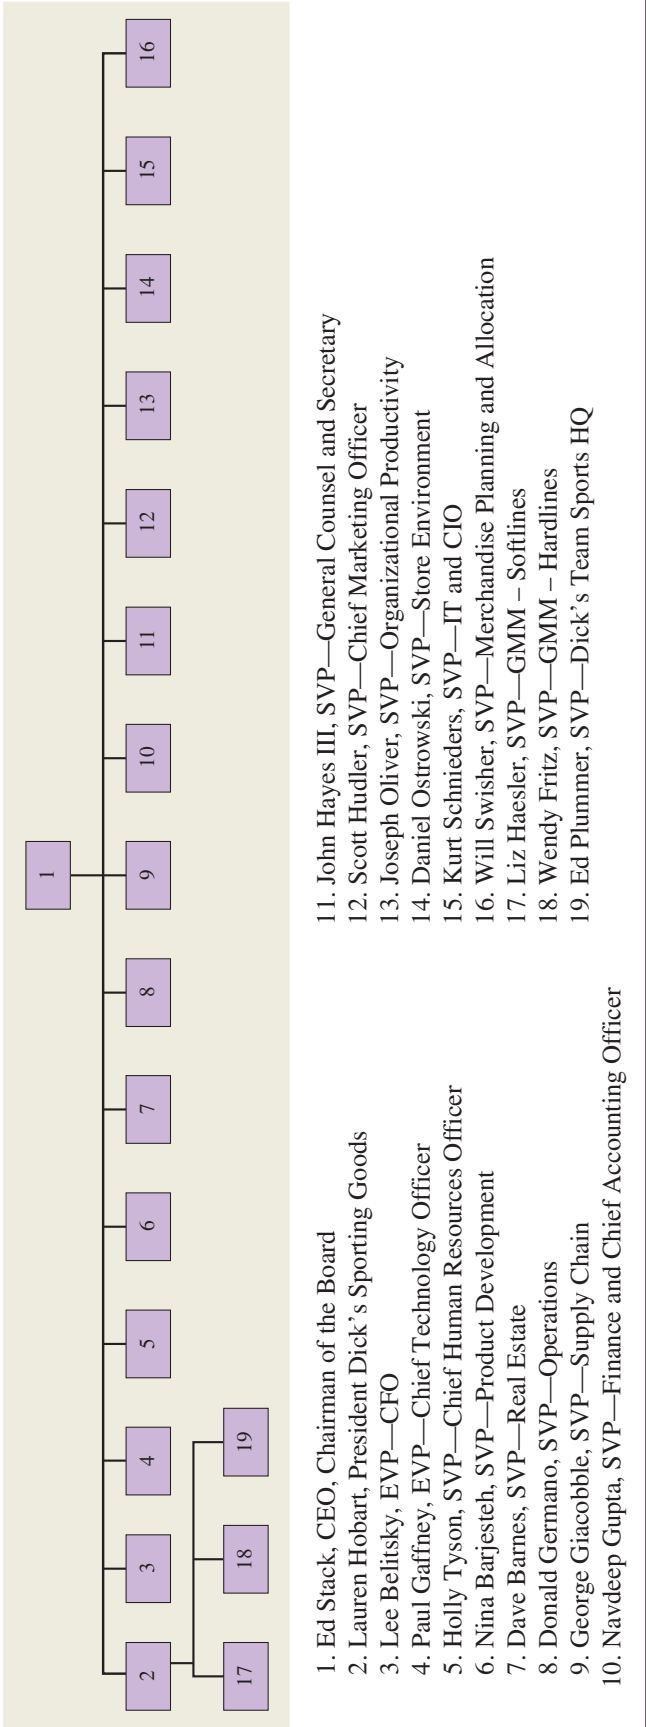 1
2
3
4
5
6
7
8
9
10
11
12
13
14
15
16
17
18
19
1. Ed Stack, CEO, Chairman of the Board
2. Lauren Hobart, President Dick's Sporting Goods
3. Lee Belitsky, EVP—CFO
4. Paul Gaffney, EVP—Chief Technology Officer
5. Holly Tyson, SVP—Chief Human Resources Officer
6. Nina Barjesteh, SVP—Product Development
7. Dave Barnes, SVP—Real Estate
8. Donald Germano, SVP—Operations
9. George Giacobble, SVP—Supply Chain
10. Navdeep Gupta, SVP—Finance and Chief Accounting Officer
11. John Hayes III, SVP—General Counsel and Secretary
12. Scott Hudler, SVP—Chief Marketing Officer
13. Joseph Oliver, SVP—Organizational Productivity
14. Daniel Ostrowski, SVP—Store Environment
15. Kurt Schnieders, SVP—IT and CIO
16. Will Swisher, SVP—Merchandise Planning and Allocation
17. Liz Haesler, SVP—GMM – Softlines
18. Wendy Fritz, SVP—GMM – Hardlines
19. Ed Plummer, SVP—Dick's Team Sports HQ